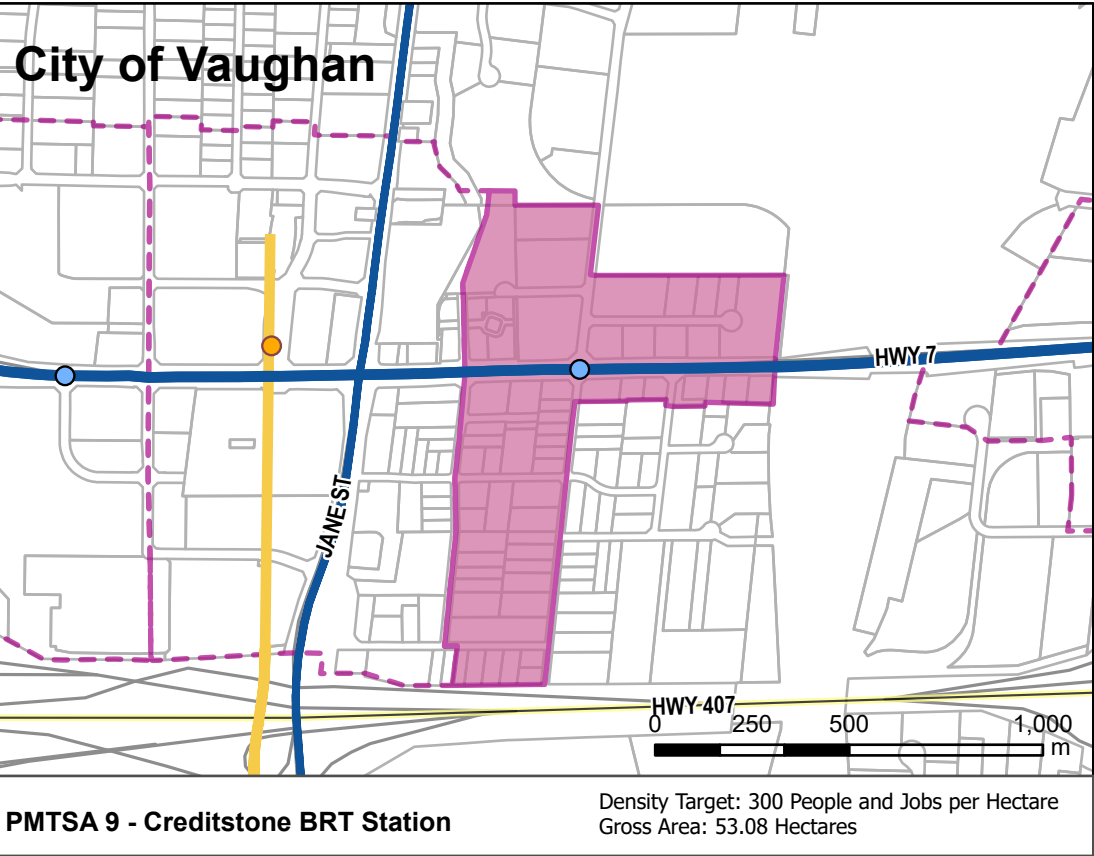 City of Vaughan
HWY 7
JANE ST
HWY 407
0 250 500 1,000
m
PMTSA 9 - Creditstone BRT Station
Density Target: 300 People and Jobs per Hectare
Gross Area: 53.08 Hectares